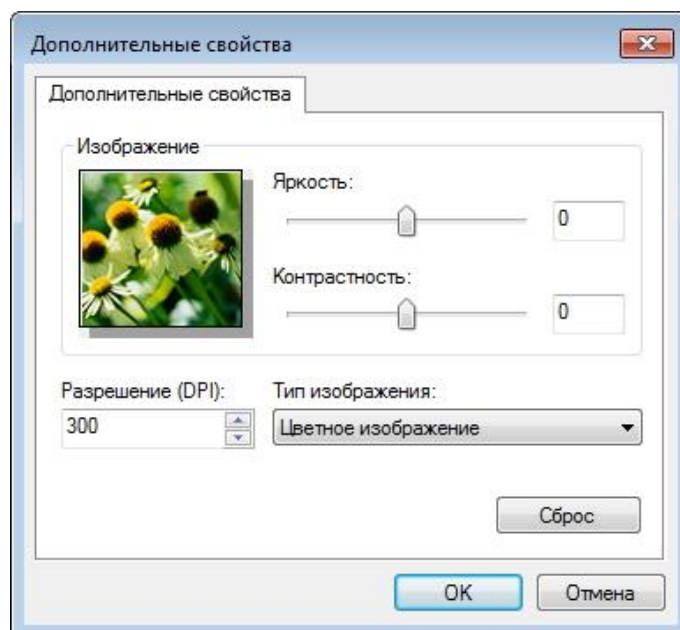 Дополнительные свойства
Дополнительные свойства
Изображение
Яркость:
0
Контрастность:
0
Разрешение (DPI):
Тип изображения:
300
Цветное изображение
Сброс
OK
Отмена